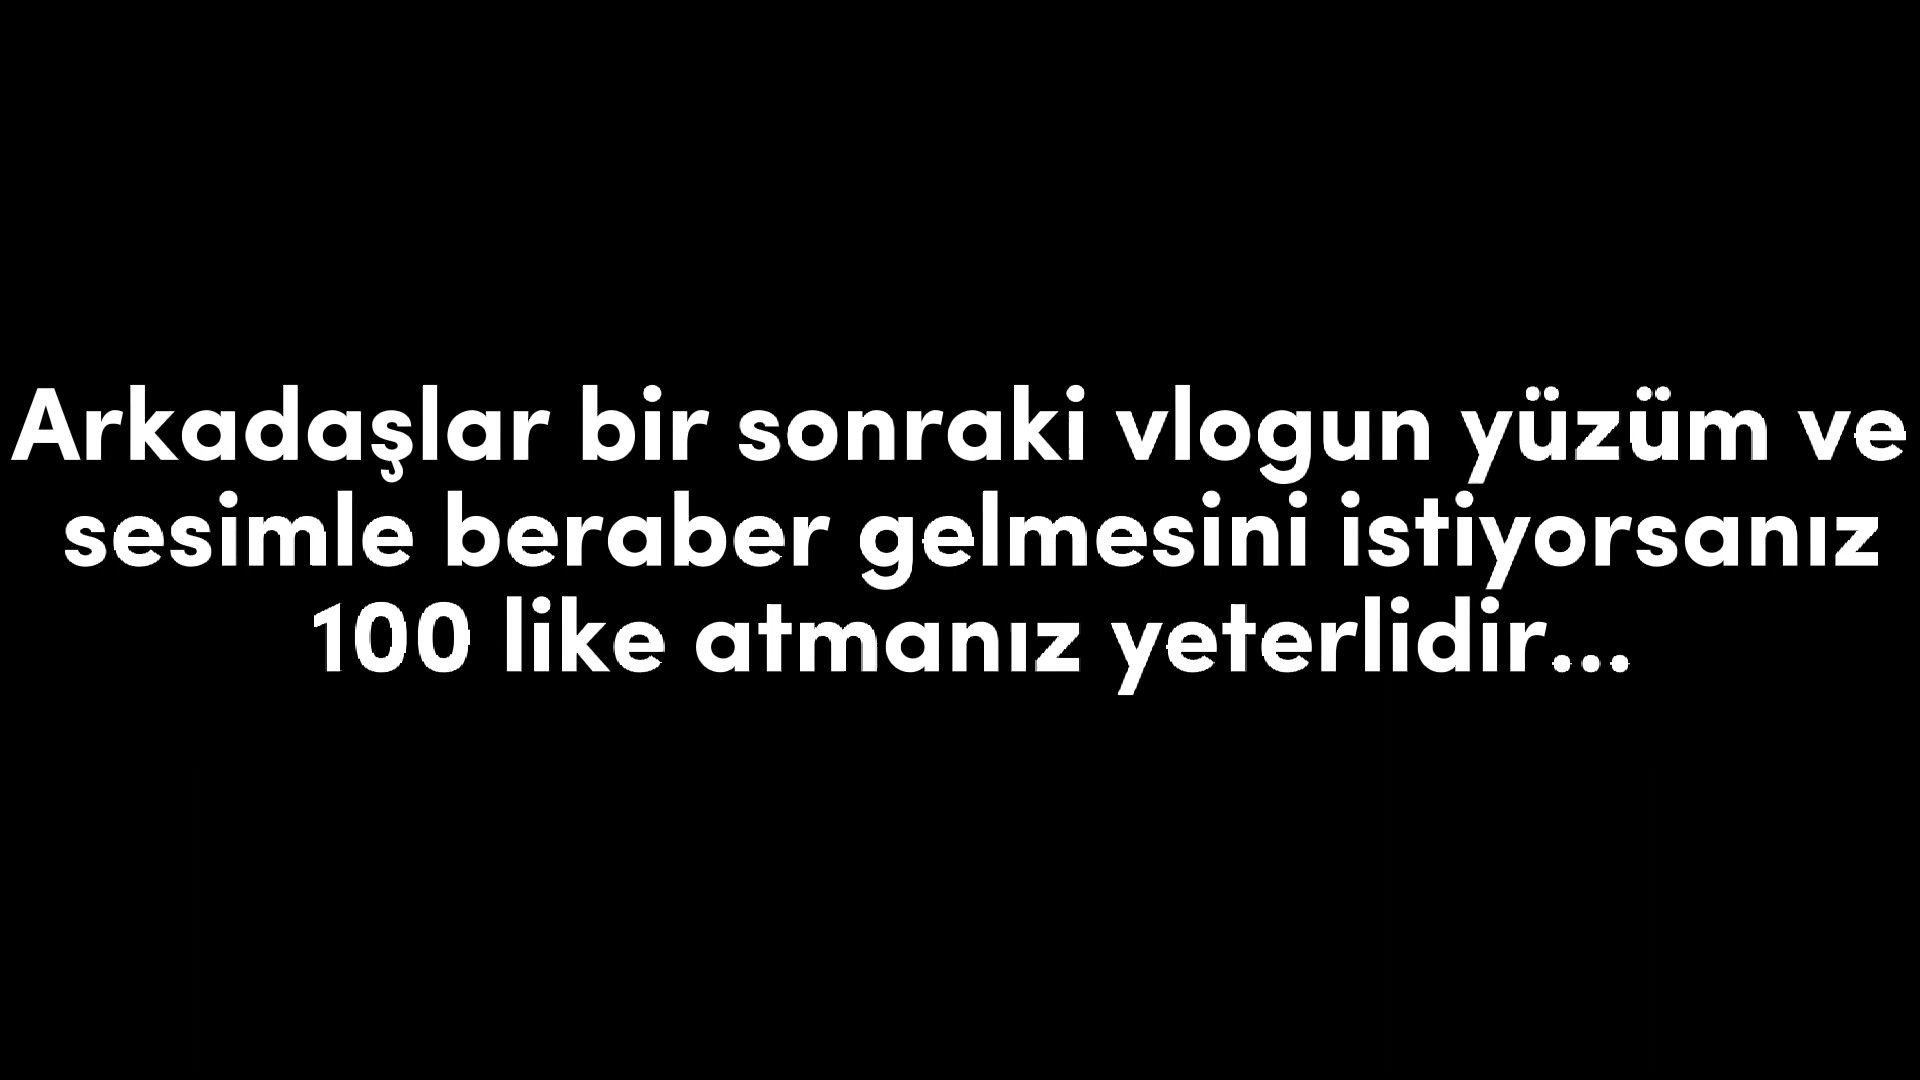 Arkadaşlar bir sonraki vlogun yüzüm ve
sesimle beraber gelmesini istiyorsanız
100 like atmanız yeterlidir...